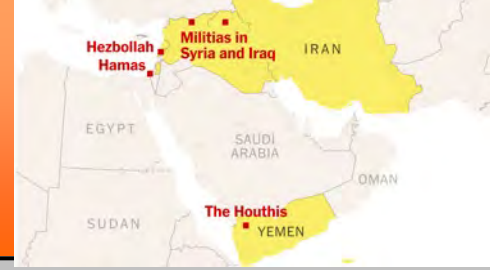 Hezbollah
Hamas
Militias in
Syria and Iraq
IRAN
EGYPT
SAUDI
ARABIA
OMAN
SUDAN
The Houthis
YEMEN